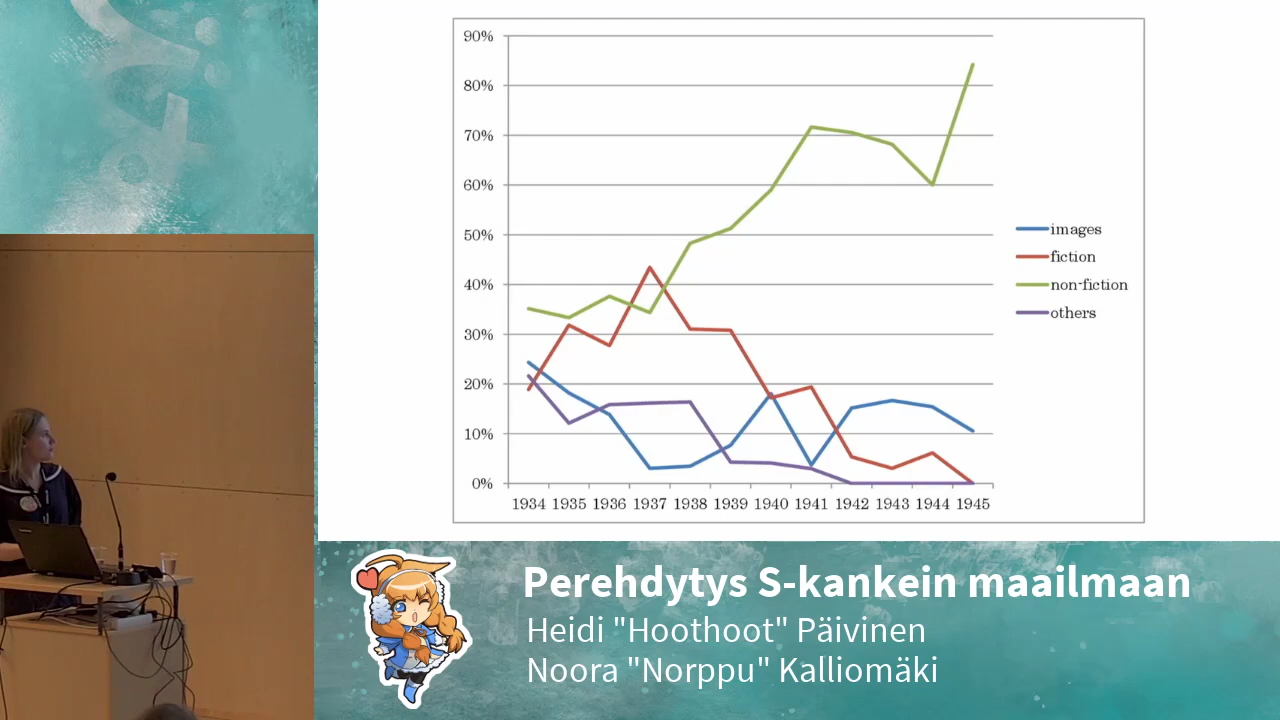 90%
80%
70%
60%
50%
40%
30%
20%
10%
0%
1934 1935 1936 1937 1938 1939 1940 1941 1942 1943 1944 1945
images
fiction
non-fiction
others
Perehdytys S-kankein maailmaan
Heidi "Hoothoot" Päivinen
Noora "Norppu" Kalliomäki